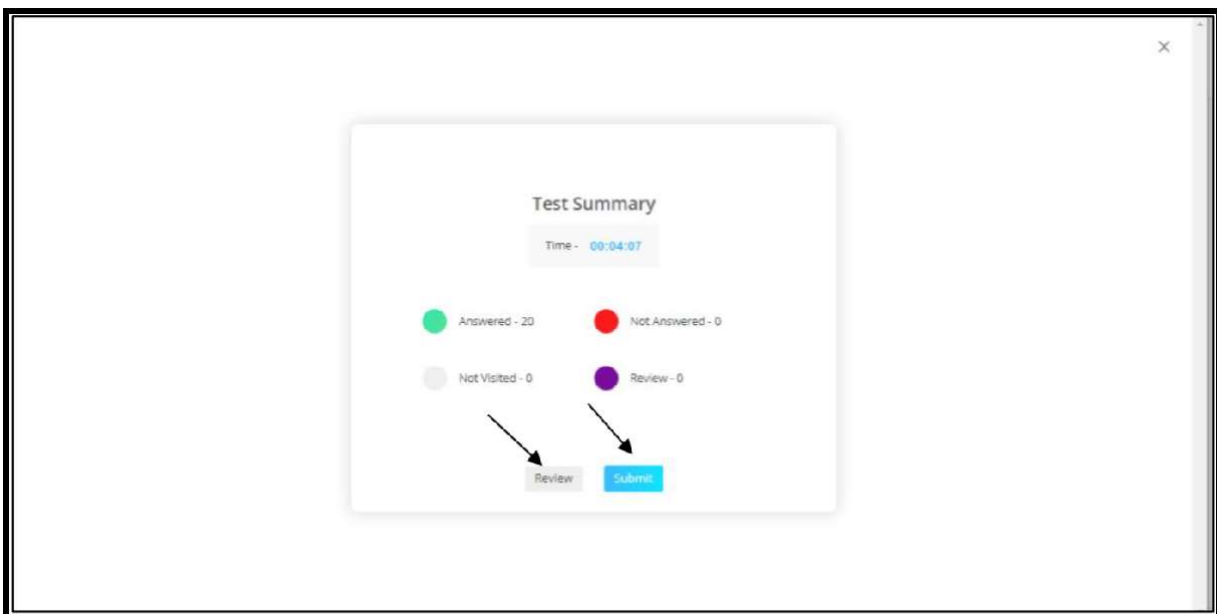 Test Summary
Time - 00:04:07
Answered - 20 Not Answered - 0
Not Visited - 0 Review - 0
Review Submit